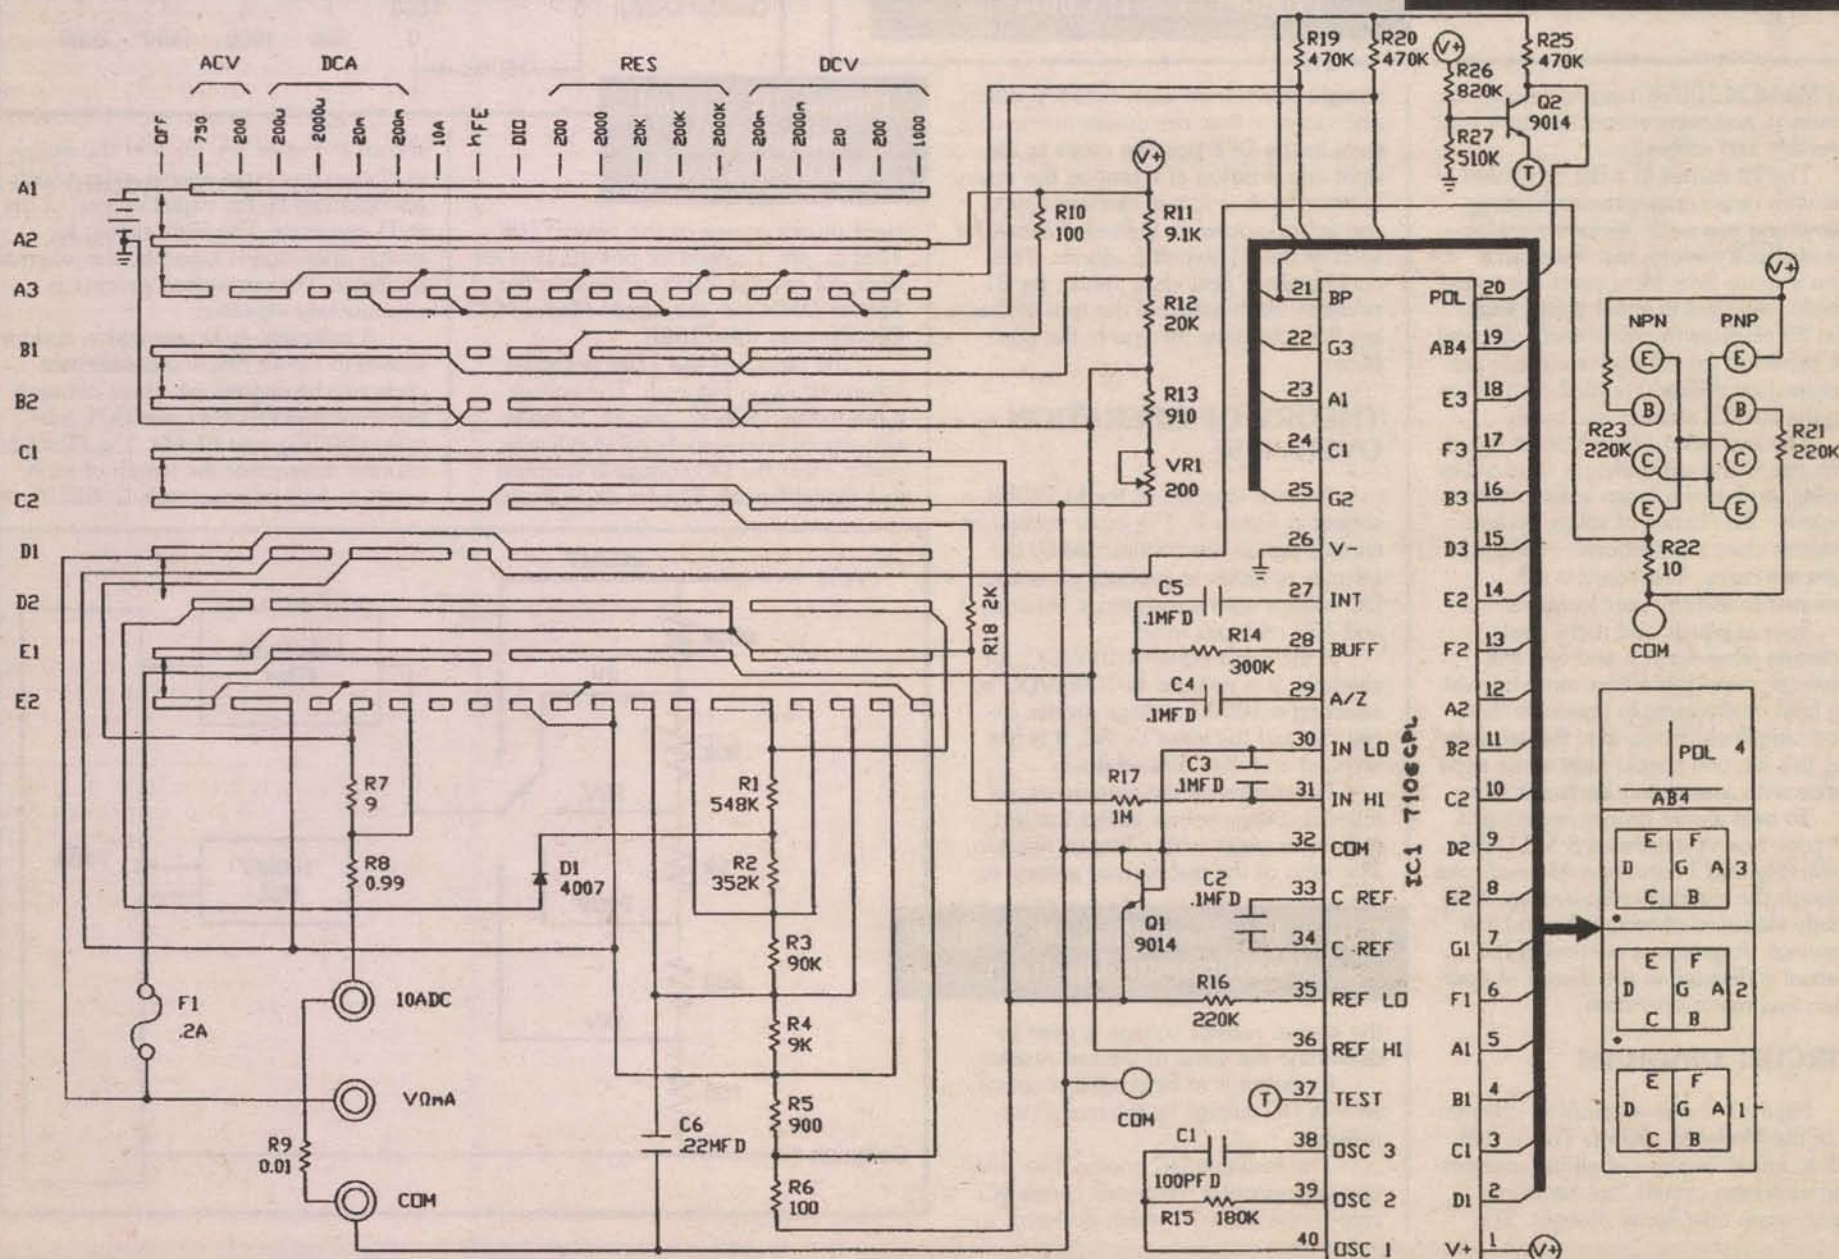 ACV DCA RES DCV
OFF
750
200
200u
2000u
20m
200m
10A
hFE
DIO
200
2000
20K
200K
2000K
200m
2000m
20
200
1000
A1
A2
A3
B1
B2
C1
C2
D1
D2
E1
E2
R10
100
V+
R11
9.1K
R12
20K
R13
910
VR1
200
R18 2K
R19
470K
R20
470K
V+
R26
820K
R27
510K
R25
470K
Q2
9014
T
V+
NPN PNP
E E
B B
E C
E E
R23
220K
R21
220K
R22
10
COM
C5
.1MFD
R14
300K
C4
.1MFD
R17
1M
C3
.1MFD
Q1
9014
C2
.1MFD
R16
220K
COM
T
C1
100PFD
R15 180K
IC1 7106CPL
21 BP
22 G3
23 A1
24 C1
25 G2
26 V-
27 INT
28 BUFF
29 A/Z
30 IN LO
31 IN HI
32 COM
33 C REF
34 C REF
35 REF LO
36 REF HI
37 TEST
38 OSC 3
39 OSC 2
40 OSC 1
POL 20
AB4 19
E3 18
F3 17
B3 16
D3 15
E2 14
F2 13
A2 12
B2 11
C2 10
D2 9
E2 8
G1 7
F1 6
A1 5
B1 4
C1 3
D1 2
V+ 1
V+
POL 4
AB4
E F
D G A 3
C B
E F
D G A 2
C B
E F
D G A 1
C B
R7
9
R8
0.99
D1
4007
R1
548K
R2
352K
R3
90K
R4
9K
R5
900
R6
100
C6
.22MFD
F1
.2A
10ADC
VΩmA
R9
0.01
COM